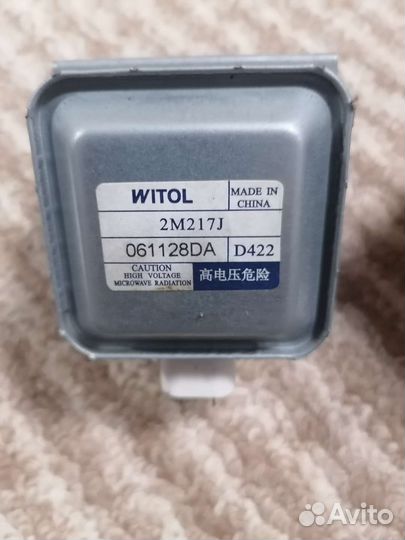 WITOL
MADE IN
CHINA
2M217J
061128DA
D422
CAUTION
HIGH VOLTAGE
MICROWAVE RADIATION
高电压危险
Avito